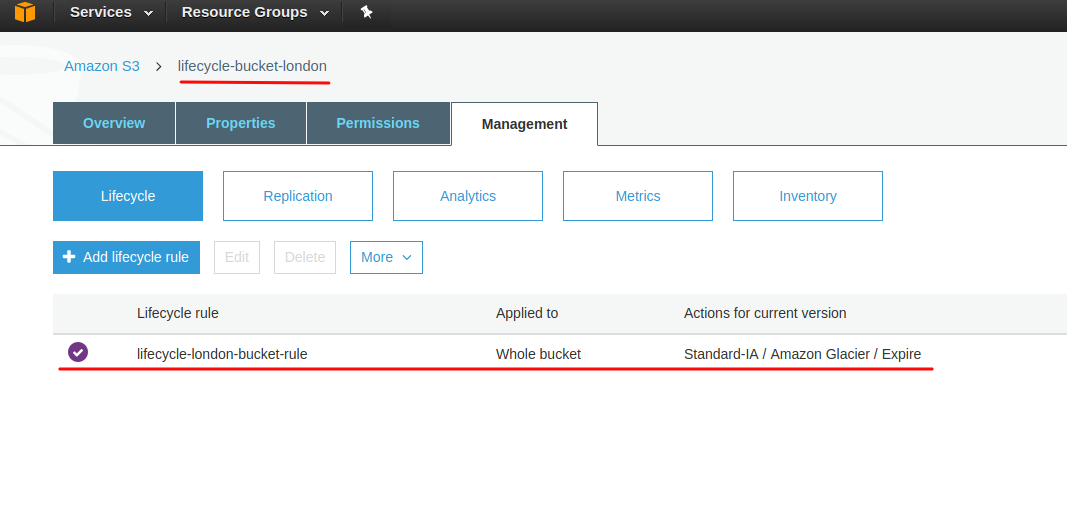 Services Resource Groups
Amazon S3 > lifecycle-bucket-london
Overview Properties Permissions Management
Lifecycle Replication Analytics Metrics Inventory
Add lifecycle rule Edit Delete More
Lifecycle rule Applied to Actions for current version
lifecycle-london-bucket-rule Whole bucket Standard-IA / Amazon Glacier / Expire